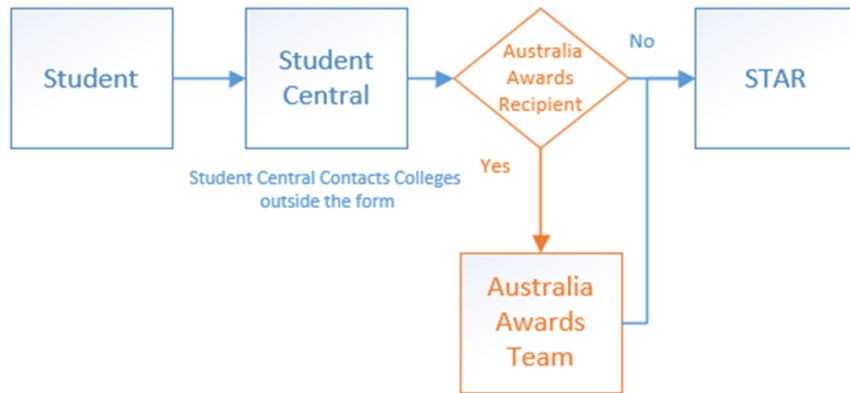 Student
Student
Central
Australia
Awards
Recipient
No
STAR
Student Central Contacts Colleges
outside the form
Yes
Australia
Awards
Team